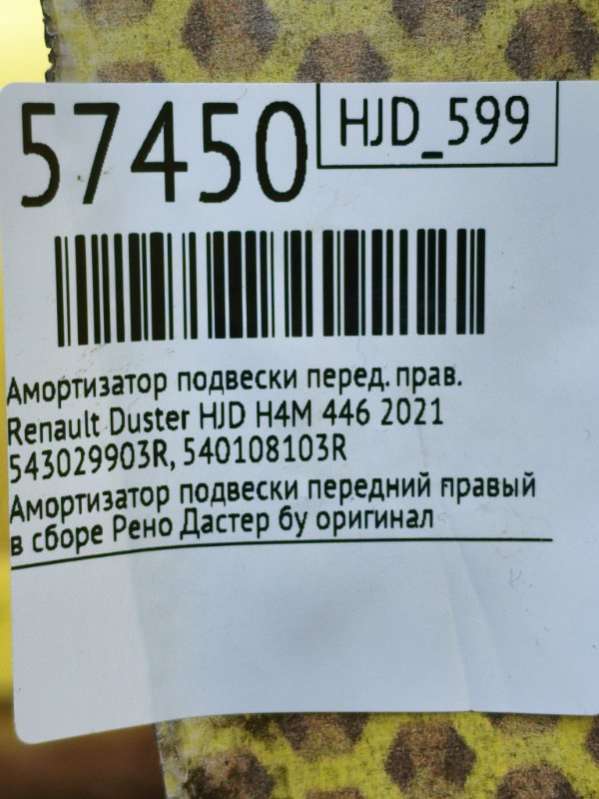 57450
HJD_599
Амортизатор подвески перед. прав.
Renault Duster HJD H4M 446 2021
543029903R, 540108103R
Амортизатор подвески передний правый
в сборе Рено Дастер бу оригинал